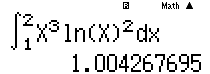 R Math ▲
∫₁²X³ln(X)²dx
1.004267695